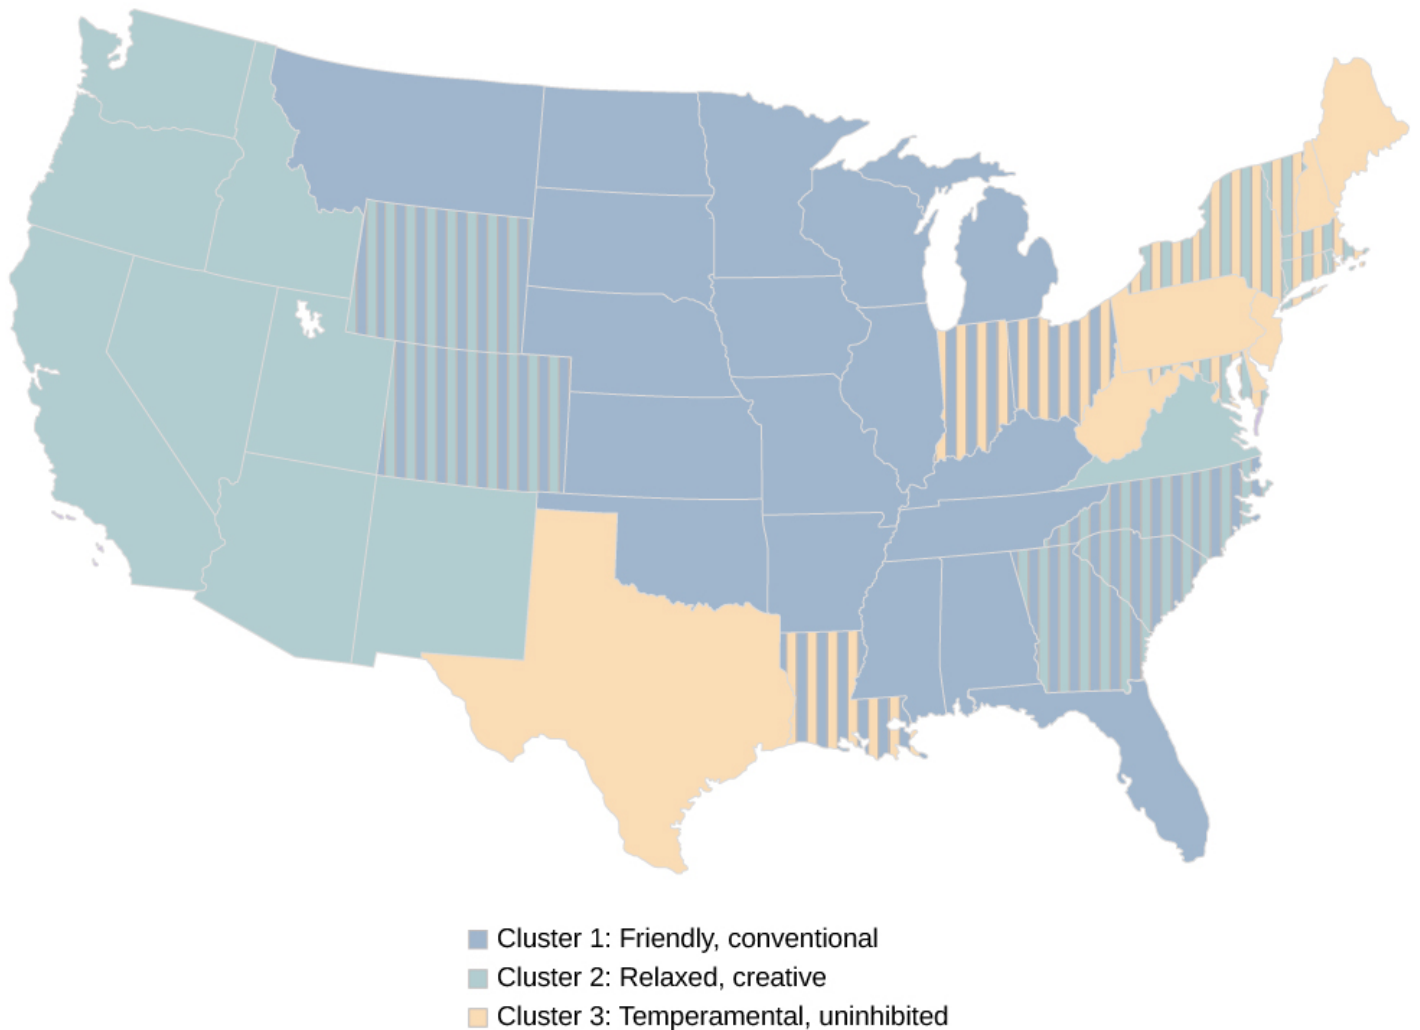 Cluster 1: Friendly, conventional
Cluster 2: Relaxed, creative
Cluster 3: Temperamental, uninhibited